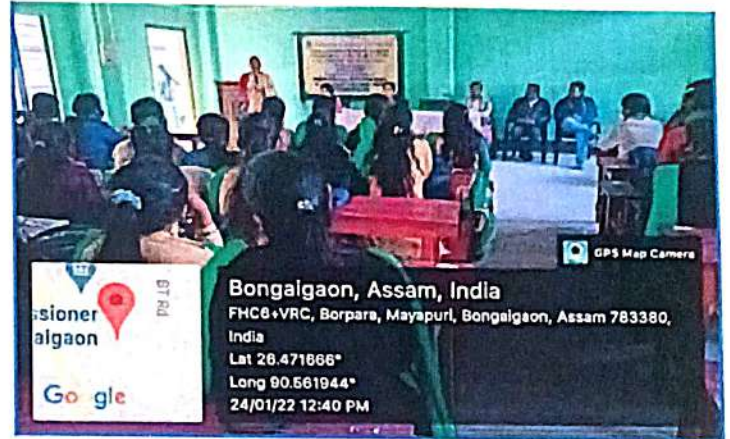 GPS Map Camera
ssioner
aigaon
GT Rd
Google
Bongaigaon, Assam, India
FHC6+VRC, Borpara, Mayapuri, Bongaigaon, Assam 783380,
India
Lat 26.471666°
Long 90.561944°
24/01/22 12:40 PM